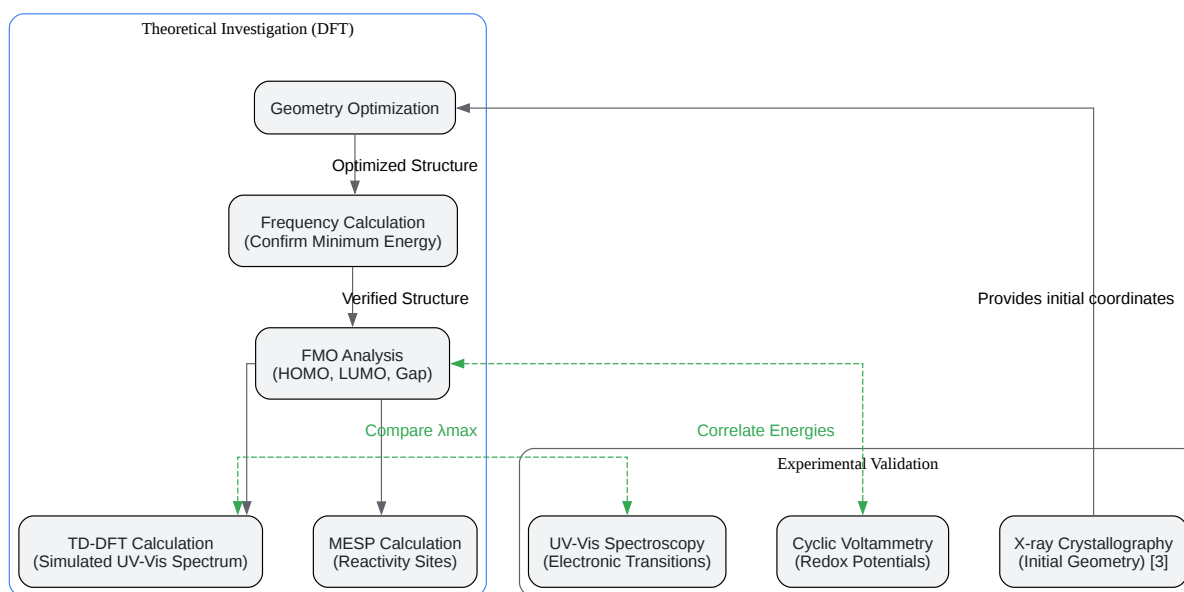 Theoretical Investigation (DFT)
Geometry Optimization
Optimized Structure
Frequency Calculation
(Confirm Minimum Energy)
Verified Structure
Provides initial coordinates
FMO Analysis
(HOMO, LUMO, Gap)
Compare λmax
Correlate Energies
Experimental Validation
TD-DFT Calculation
(Simulated UV-Vis Spectrum)
MESP Calculation
(Reactivity Sites)
UV-Vis Spectroscopy
(Electronic Transitions)
Cyclic Voltammetry
(Redox Potentials)
X-ray Crystallography
(Initial Geometry) [3]